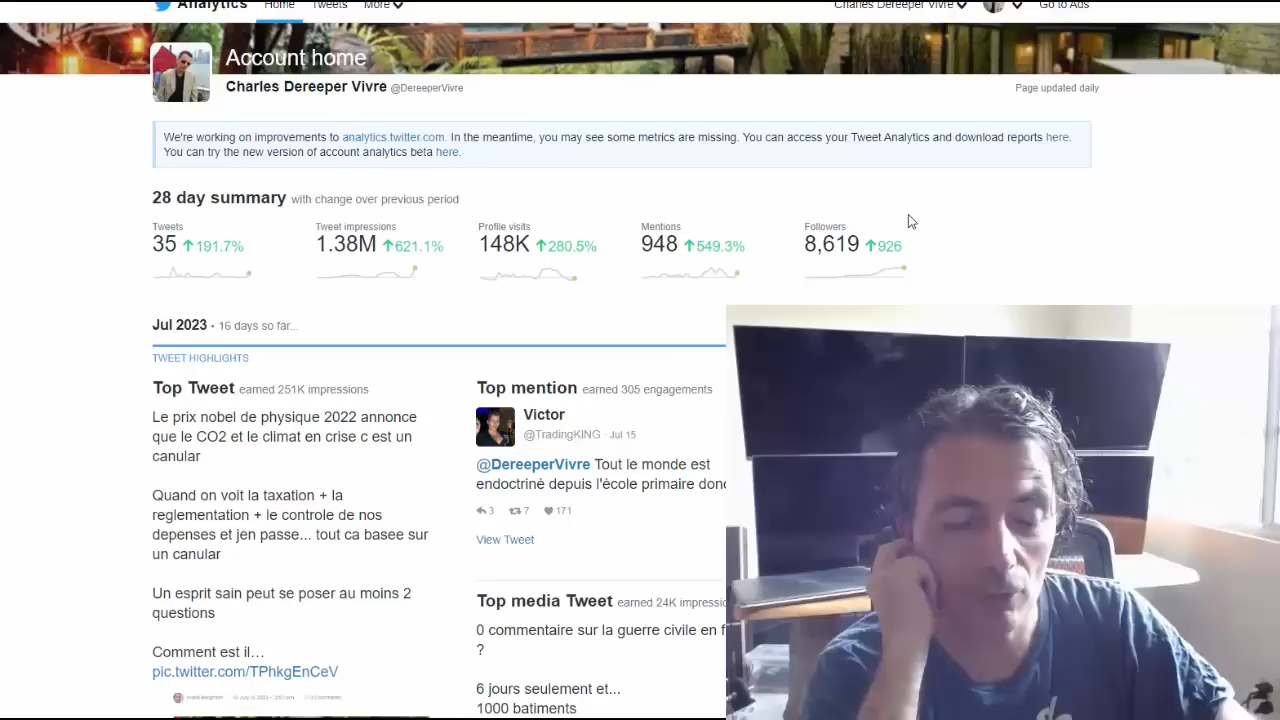 Analytics Home Tweets More Charles Dereeper Vivre Go to Ads
Account home
Charles Dereeper Vivre @DereeperVivre Page updated daily
We're working on improvements to analytics.twitter.com. In the meantime, you may see some metrics are missing. You can access your Tweet Analytics and download reports here.
You can try the new version of account analytics beta here.
28 day summary with change over previous period
Tweets Tweet impressions Profile visits Mentions Followers
35 ↑191.7% 1.38M ↑621.1% 148K ↑280.5% 948 ↑549.3% 8,619 ↑926
Jul 2023 • 16 days so far...
TWEET HIGHLIGHTS
Top Tweet earned 251K impressions
Le prix nobel de physique 2022 annonce
que le CO2 et le climat en crise c est un
canular
Quand on voit la taxation + la
reglementation + le controle de nos
depenses et jen passe... tout ca basee sur
un canular
Un esprit sain peut se poser au moins 2
questions
Comment est il…
pic.twitter.com/TPhkgEnCeV
Top mention earned 305 engagements
Victor
@TradingKING · Jul 15
@DereeperVivre Tout le monde est
endoctriné depuis l'école primaire donc
3 7 171
View Tweet
Top media Tweet earned 24K
0 commentaire sur la guerre civile en
?
6 jours seulement et...
1000 batiments